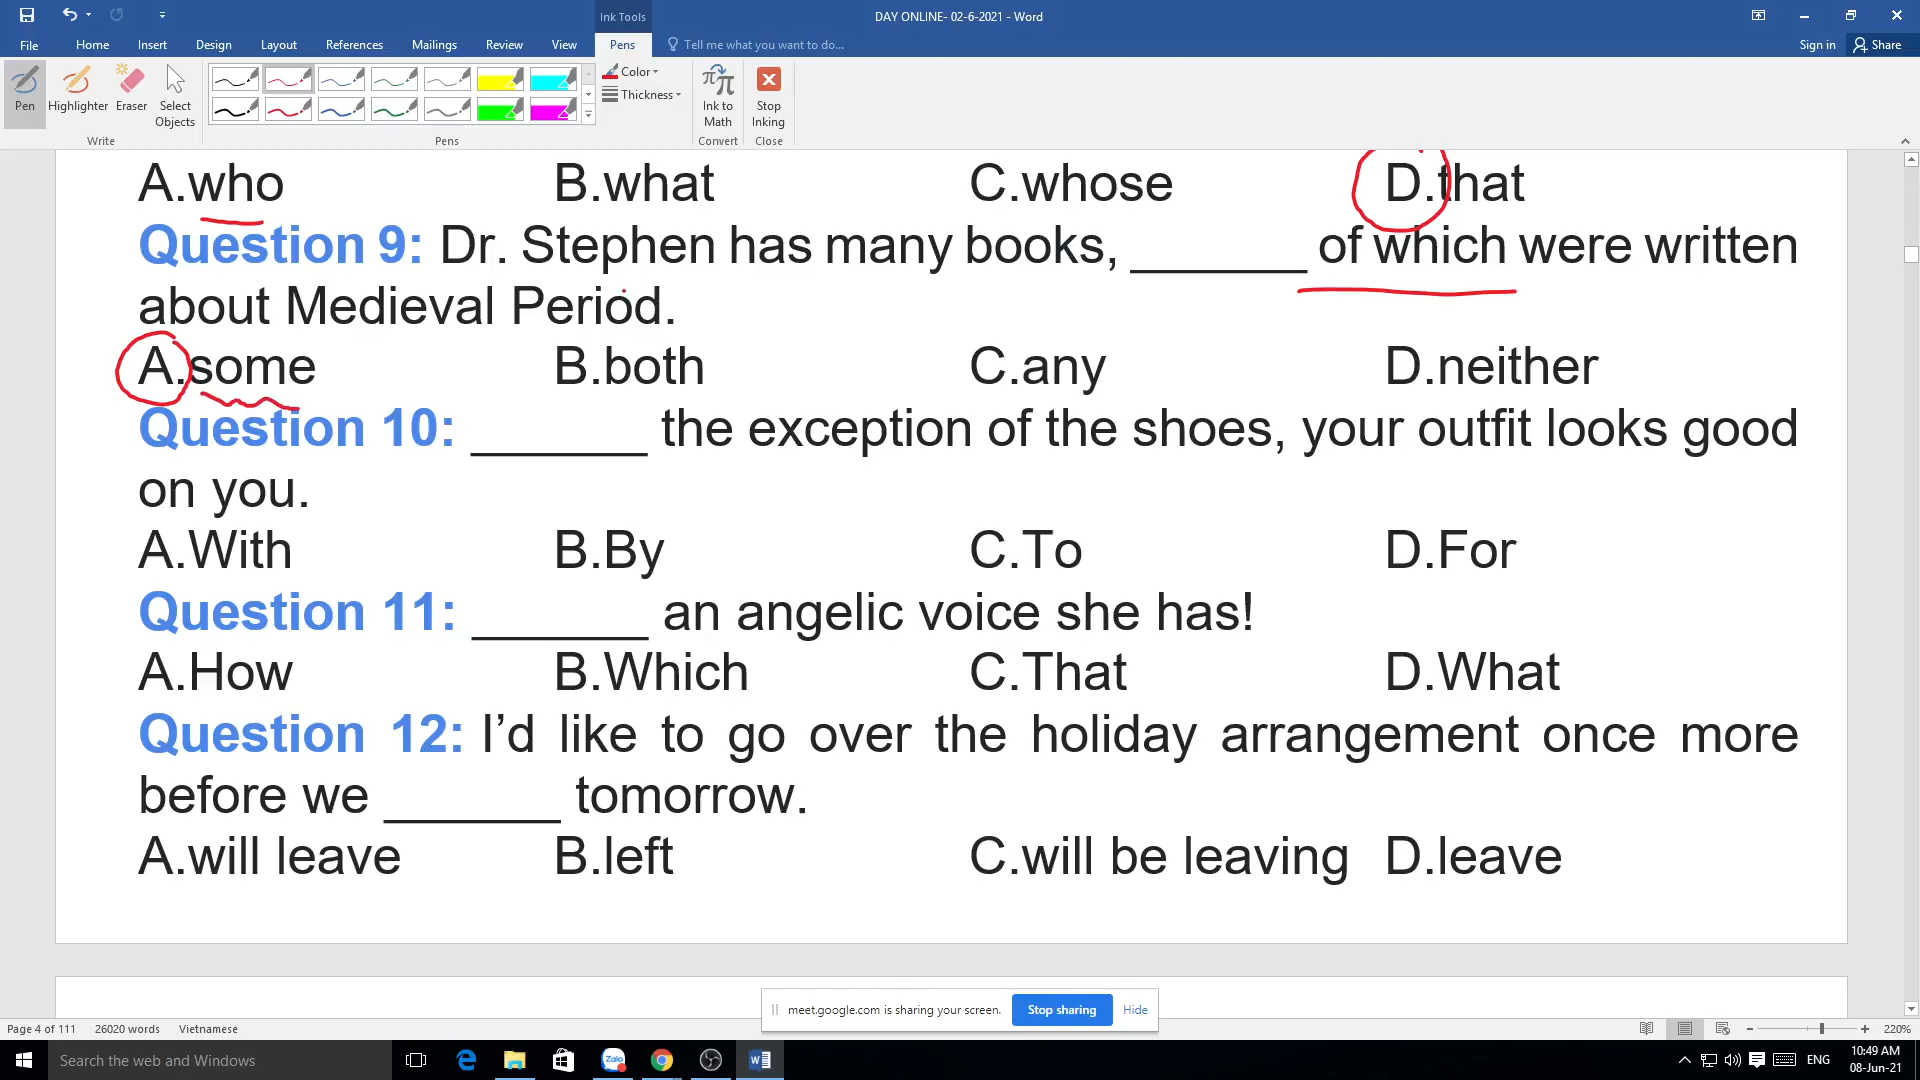 Ink Tools
DAY ONLINE- 02-6-2021 - Word
File Home Insert Design Layout References Mailings Review View Pens Tell me what you want to do... Sign in Share
Pen Highlighter Eraser Select Objects Color Thickness Ink to Math Stop Inking
Write Pens Convert Close
A.who B.what C.whose D.that
Question 9: Dr. Stephen has many books, _______ of which were written
about Medieval Period.
A.some B.both C.any D.neither
Question 10: _______ the exception of the shoes, your outfit looks good
on you.
A.With B.By C.To D.For
Question 11: _______ an angelic voice she has!
A.How B.Which C.That D.What
Question 12: I’d like to go over the holiday arrangement once more
before we _______ tomorrow.
A.will leave B.left C.will be leaving D.leave
meet.google.com is sharing your screen. Stop sharing Hide
Page 4 of 111 26020 words Vietnamese 220%
Search the web and Windows Zalo ENG 10:49 AM
08-Jun-21